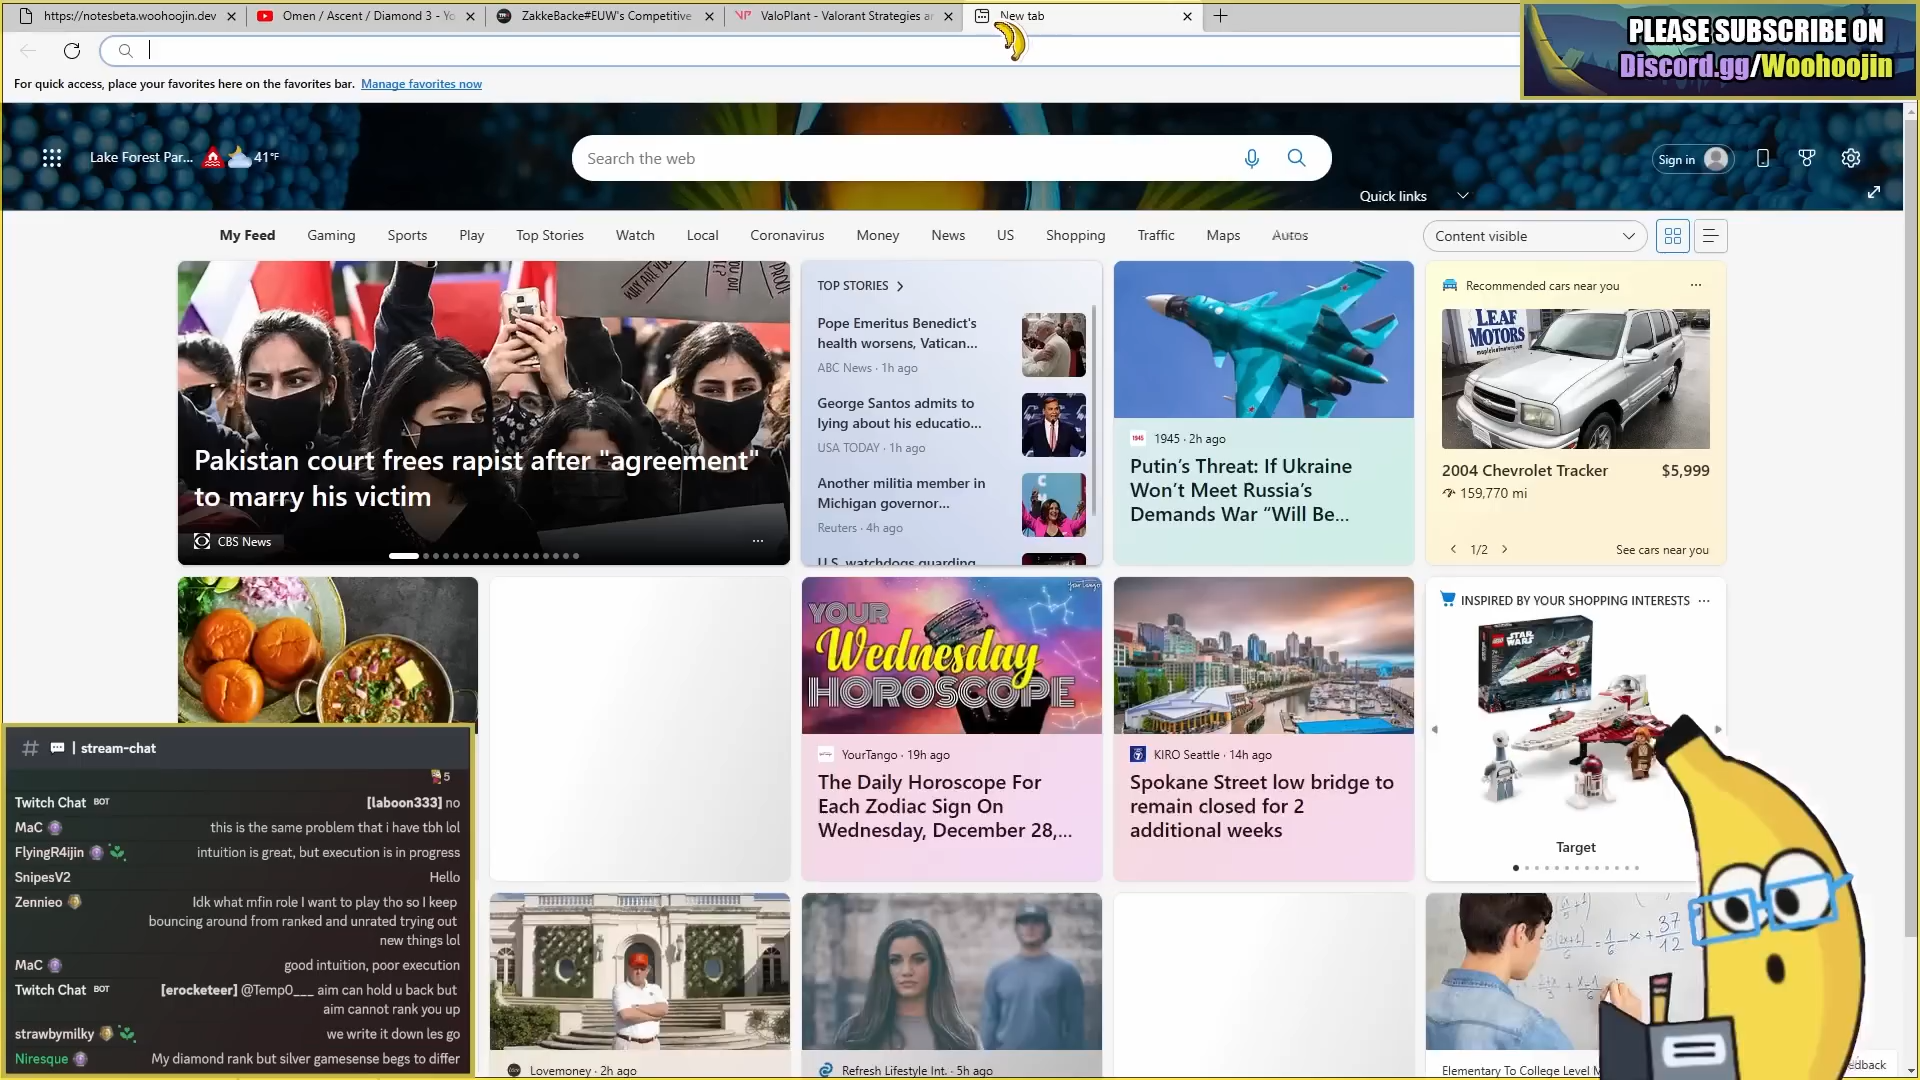 https://notesbeta.woohoojin.dev
Omen / Ascent / Diamond 3 - Yo
ZakkeBacke#EUW's Competitive
ValoPlant - Valorant Strategies ar
New tab
PLEASE SUBSCRIBE ON
Discord.gg/Woohoojin
For quick access, place your favorites here on the favorites bar. Manage favorites now
Lake Forest Par...
41°F
Search the web
Sign in
Quick links
My Feed
Gaming
Sports
Play
Top Stories
Watch
Local
Coronavirus
Money
News
US
Shopping
Traffic
Maps
Autos
Content visible
Pakistan court frees rapist after "agreement"
to marry his victim
CBS News
TOP STORIES
Pope Emeritus Benedict's
health worsens, Vatican...
ABC News · 1h ago
George Santos admits to
lying about his educatio...
USA TODAY · 1h ago
Another militia member in
Michigan governor...
Reuters · 4h ago
U.S. watchdogs guarding
1945
1945 · 2h ago
Putin's Threat: If Ukraine
Won't Meet Russia's
Demands War "Will Be...
Recommended cars near you
LEAF
MOTORS
2004 Chevrolet Tracker
$5,999
159,770 mi
1/2
See cars near you
YOUR
Wednesday
HOROSCOPE
YourTango · 19h ago
The Daily Horoscope For
Each Zodiac Sign On
Wednesday, December 28,...
KIRO Seattle · 14h ago
Spokane Street low bridge to
remain closed for 2
additional weeks
INSPIRED BY YOUR SHOPPING INTERESTS
STAR
WARS
Target
# | stream-chat
5
Twitch Chat BOT [laboon333] no
MaC this is the same problem that i have tbh lol
FlyingR4ijin intuition is great, but execution is in progress
SnipesV2 Hello
Zennieo Idk what mfin role I want to play tho so I keep
bouncing around from ranked and unrated trying out
new things lol
MaC good intuition, poor execution
Twitch Chat BOT [erocketeer] @Temp0___ aim can hold u back but
aim cannot rank you up
strawbymilky we write it down les go
Niresque My diamond rank but silver gamesense begs to differ
Lovemoney · 2h ago
Refresh Lifestyle Int. · 5h ago
Elementary To College Level M
edback